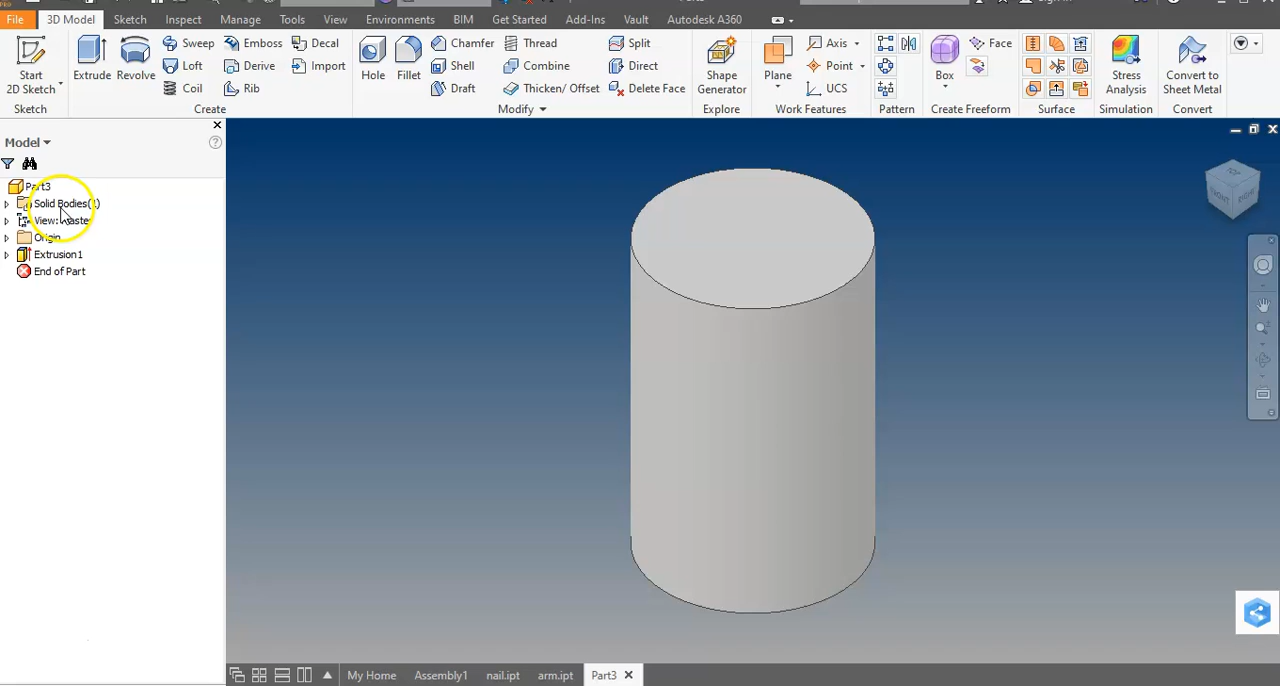 File 3D Model Sketch Inspect Manage Tools View Environments BIM Get Started Add-Ins Vault Autodesk A360
Start
2D Sketch
Sketch
Extrude
Revolve
Sweep
Loft
Coil
Emboss
Derive
Rib
Decal
Import
Create
Hole
Fillet
Chamfer
Shell
Draft
Thread
Combine
Thicken/ Offset
Split
Direct
Delete Face
Modify
Shape
Generator
Explore
Plane
Axis
Point
UCS
Work Features
Pattern
Box
Face
Create Freeform
Surface
Stress
Analysis
Simulation
Convert to
Sheet Metal
Convert
Model
Part3
Solid Bodies(1)
View:
Origin
Extrusion1
End of Part
FRONT
My Home Assembly1 nail.ipt arm.ipt Part3